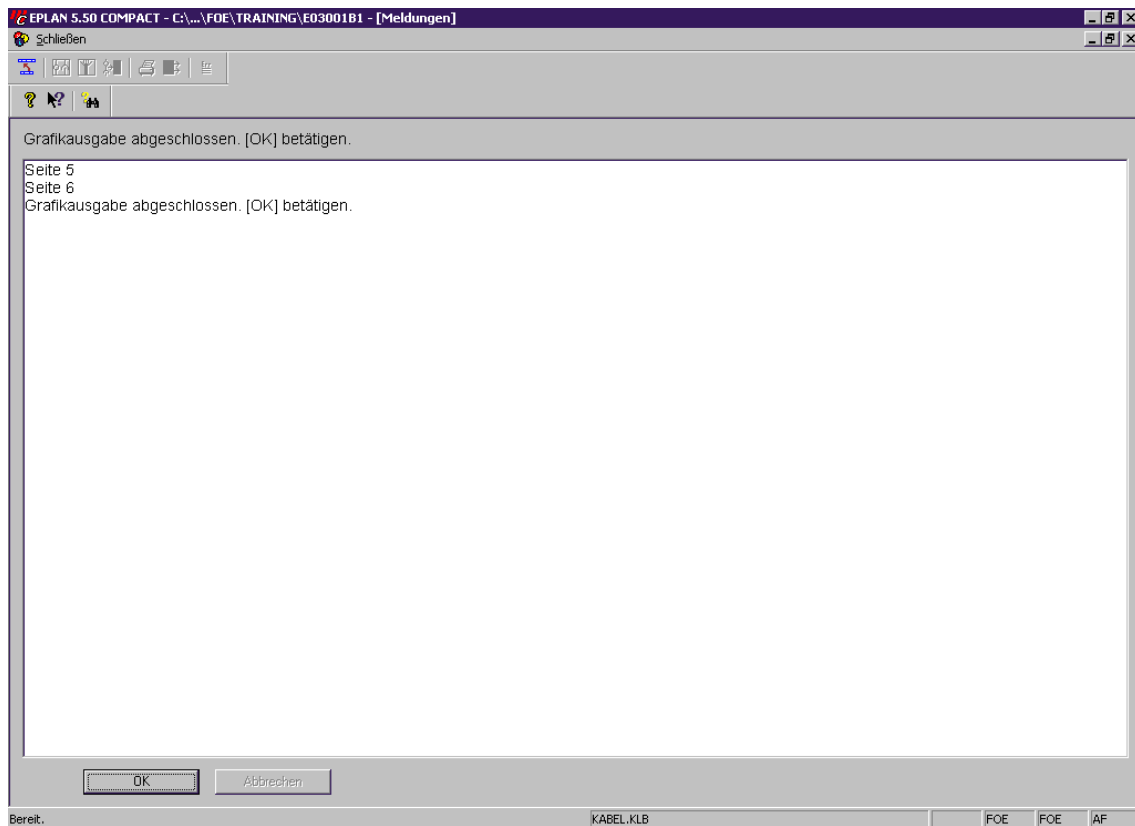 EPLAN 5.50 COMPACT - C:\...\FOE\TRAINING\E03001B1 - [Meldungen]
Schließen
Grafikausgabe abgeschlossen. [OK] betätigen.
Seite 5
Seite 6
Grafikausgabe abgeschlossen. [OK] betätigen.
OK Abbrechen
Bereit. KABEL.KLB FOE FOE AF